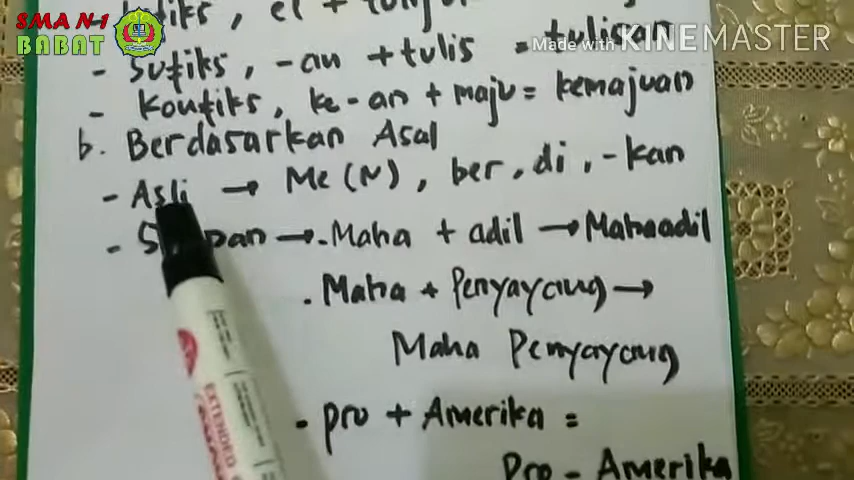 SMA N1
BABAT
Made with KINEMASTER
- Sufiks, -an + tulis = tulisan
- Konfiks, ke-an + maju = kemajuan
b. Berdasarkan Asal
- Asli → Me(N), ber, di, -kan
- → . Maha + adil → Mahaadil
. Maha + Penyayang →
Maha Penyayang
- pro + Amerika =
Pro - Amerika